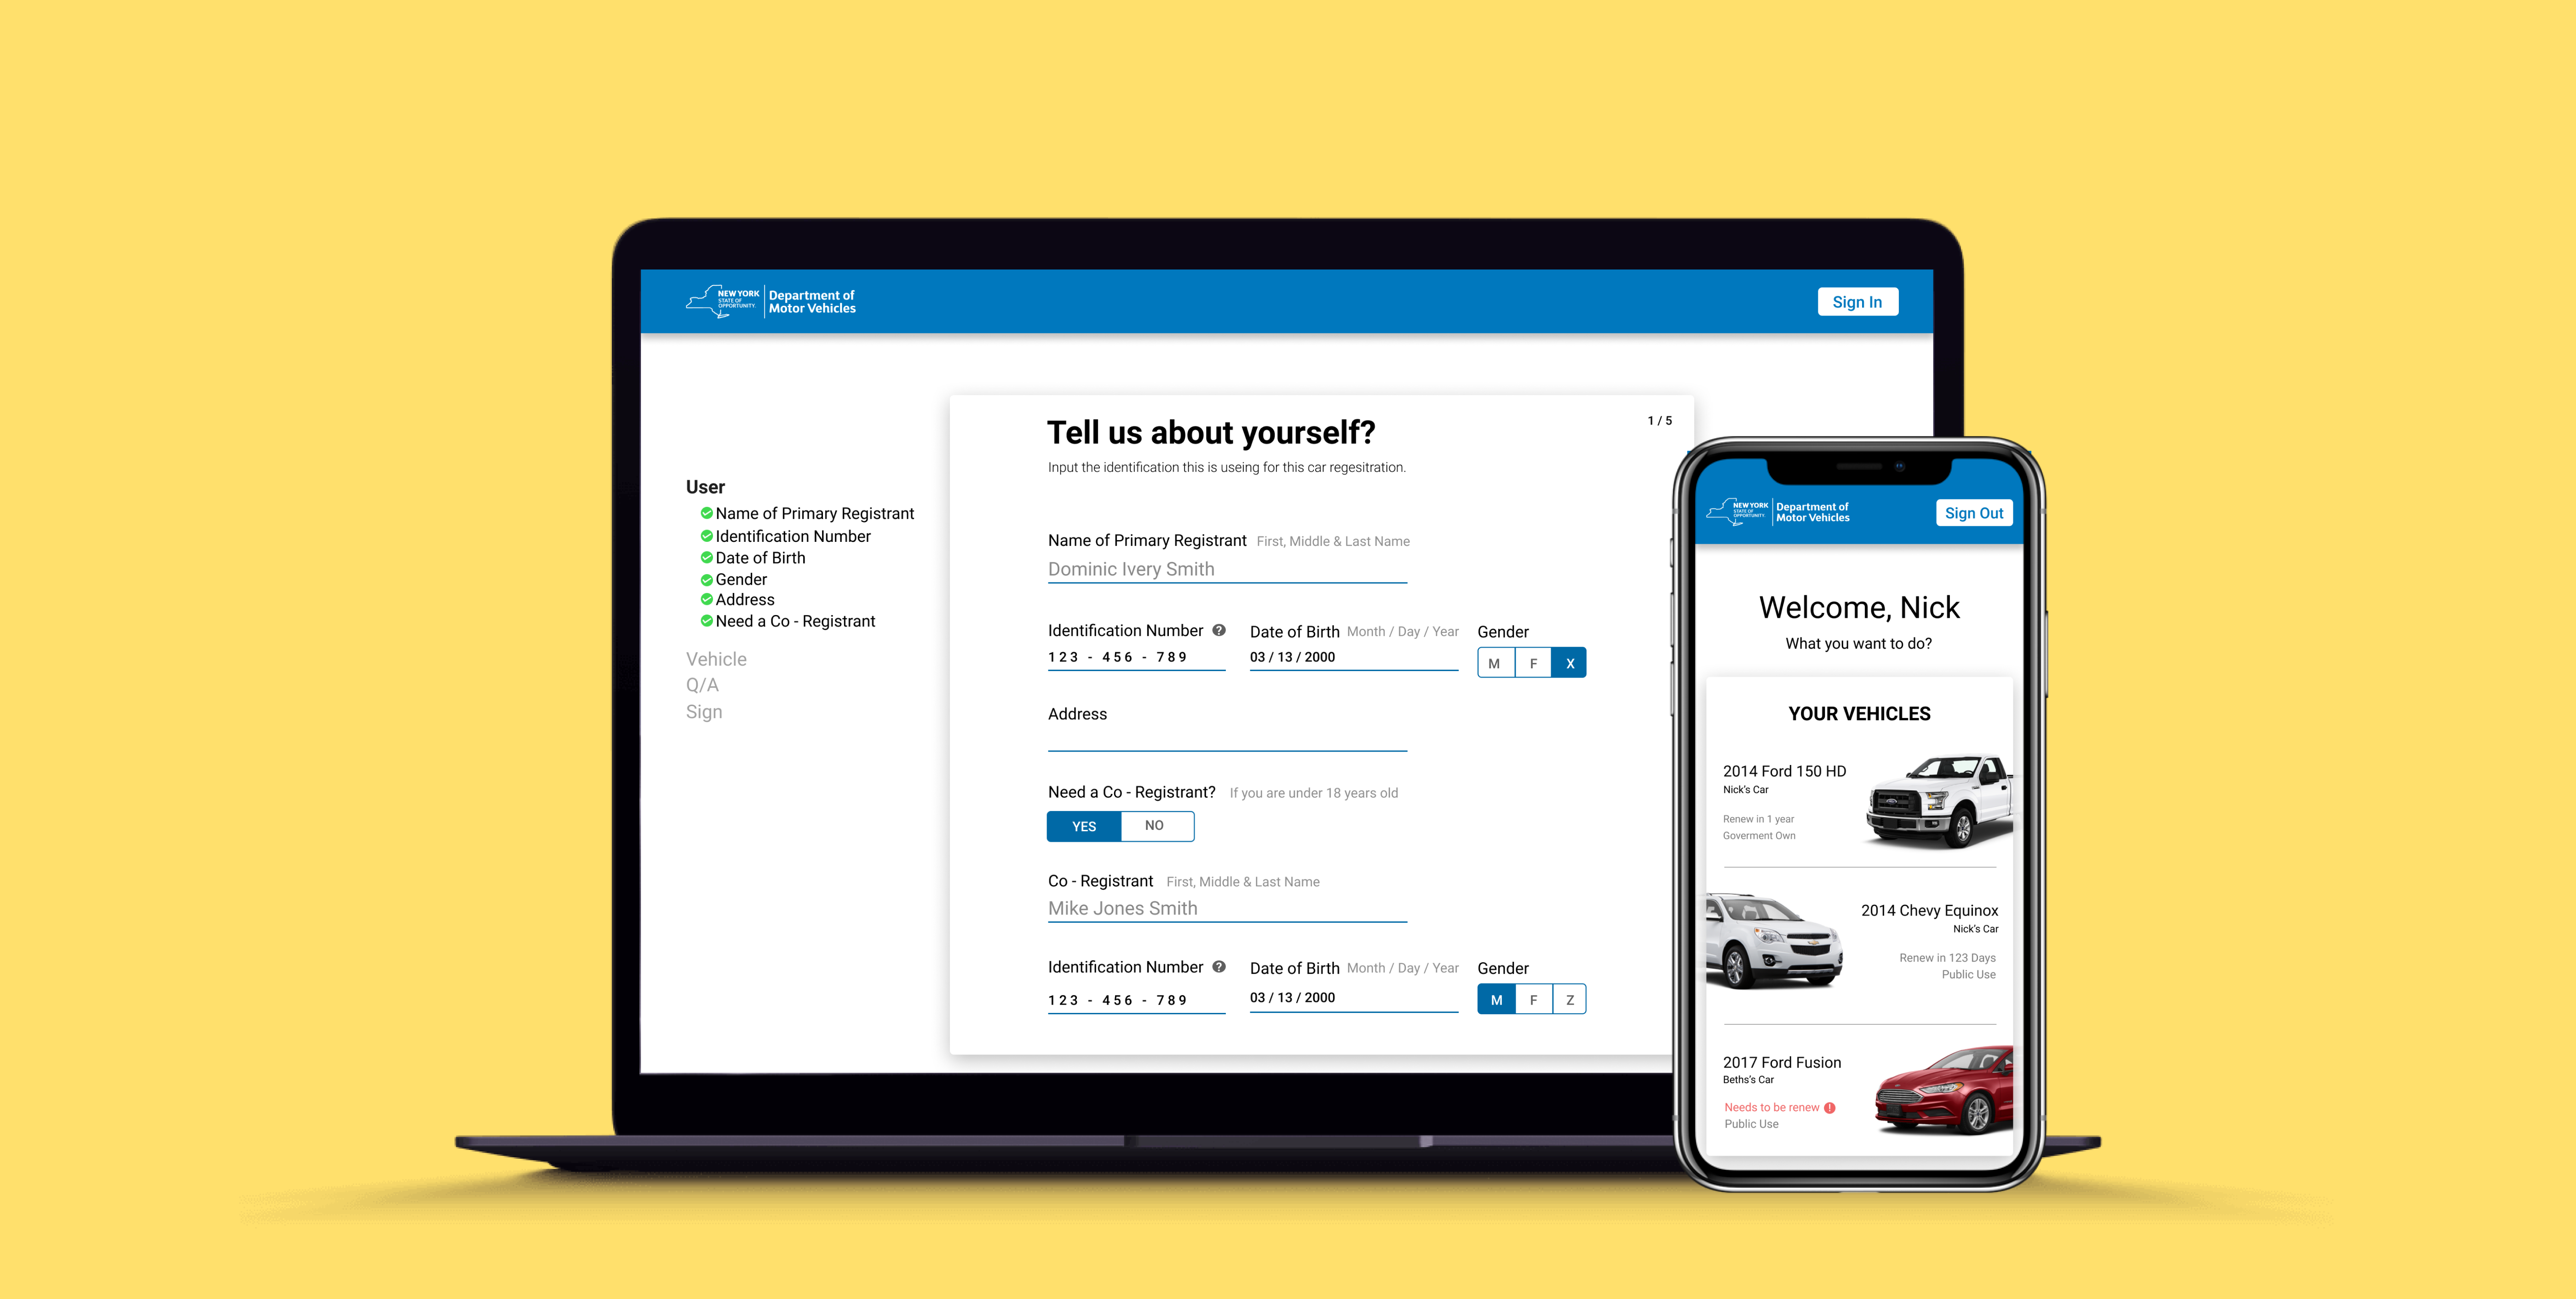 NEW YORK
STATE OF
OPPORTUNITY.
Department of
Motor Vehicles
Sign In
User
Name of Primary Registrant
Identification Number
Date of Birth
Gender
Address
Need a Co - Registrant
Vehicle
Q/A
Sign
Tell us about yourself?
1 / 5
Input the identification this is useing for this car regesitration.
Name of Primary Registrant First, Middle & Last Name
Dominic Ivery Smith
Identification Number ? Date of Birth Month / Day / Year Gender
123 - 456 - 789 03 / 13 / 2000 M F X
Address
Need a Co - Registrant? If you are under 18 years old
YES NO
Co - Registrant First, Middle & Last Name
Mike Jones Smith
Identification Number ? Date of Birth Month / Day / Year Gender
123 - 456 - 789 03 / 13 / 2000 M F Z
NEW YORK
STATE OF
OPPORTUNITY.
Department of
Motor Vehicles
Sign Out
Welcome, Nick
What you want to do?
YOUR VEHICLES
2014 Ford 150 HD
Nick's Car
Renew in 1 year
Goverment Own
2014 Chevy Equinox
Nick's Car
Renew in 123 Days
Public Use
2017 Ford Fusion
Beths's Car
Needs to be renew !
Public Use